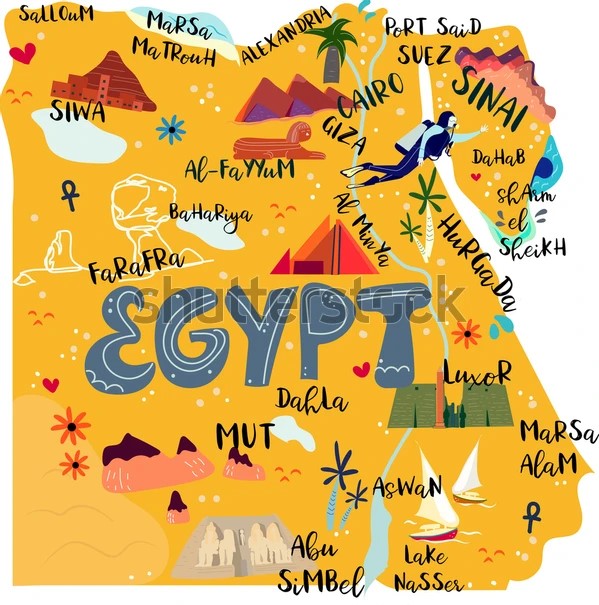 SaLLOuM
MaRSa
MaTRouH
ALEXANDRIA
PoRT SaiD
SUEZ
SINAI
CAIRO
GIZA
SIWA
DaHaB
AL-FaYYuM
shArm
el
SheiKH
BaHaRiya
Al MinYa
HuRGaDa
FaRaFRa
shutterstock
EGYPT
LuxoR
DaHLa
MUT
MaRSa
ALaM
AsWaN
Abu
SiMBeL
Lake
NaSSer